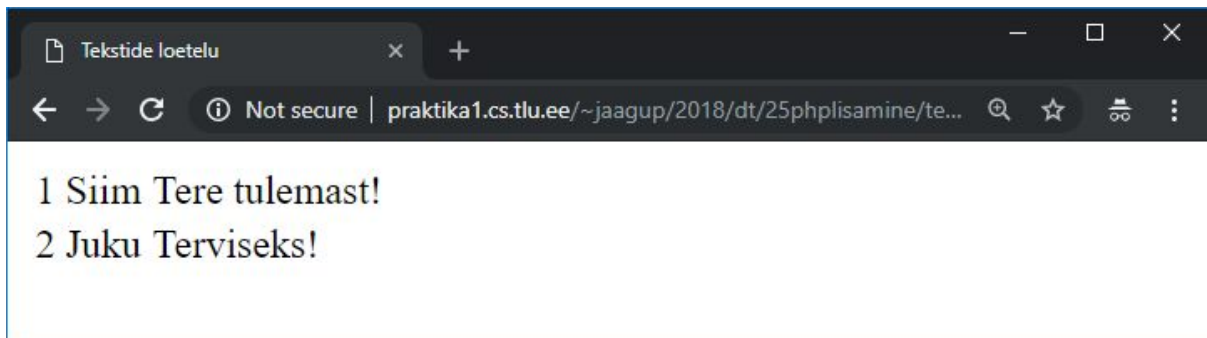 Tekstide loetelu
Not secure | praktika1.cs.tlu.ee/~jaagup/2018/dt/25phplisamine/te...
1 Siim Tere tulemast!
2 Juku Terviseks!